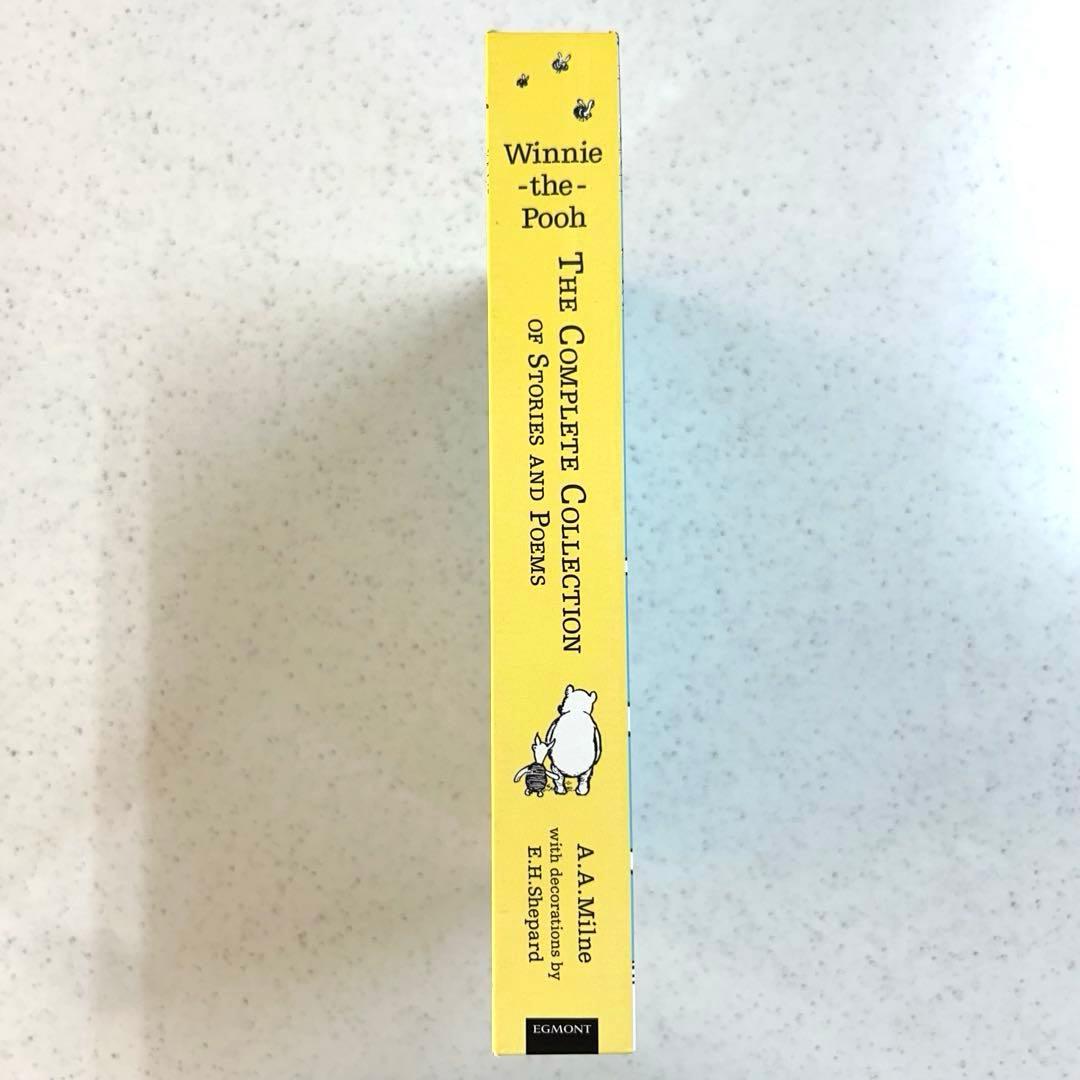 Winnie
-the-
Pooh
THE COMPLETE COLLECTION
OF STORIES AND POEMS
A.A.Milne
with decorations by
E.H.Shepard
EGMONT